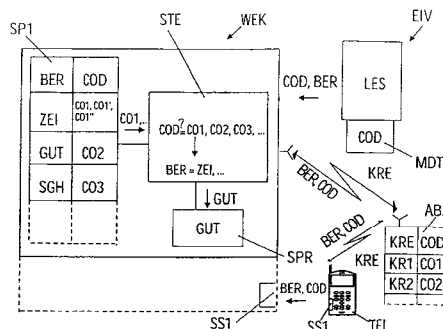 SP1
STE
WEK
EIV
BER COD
ZEI CO1, CO1', CO1"
GUT CO2
SGH CO3
CO1,..
COD ≟ CO1, CO2, CO3, ...
BER = ZEI, ...
GUT
GUT
SPR
COD, BER
LES
COD
MDT
KRE
BER, COD
BER, COD
KRE
AB
KRE COD
KR1 CO1
KR2 CO2
BER, COD
SS1
SS1
TEL